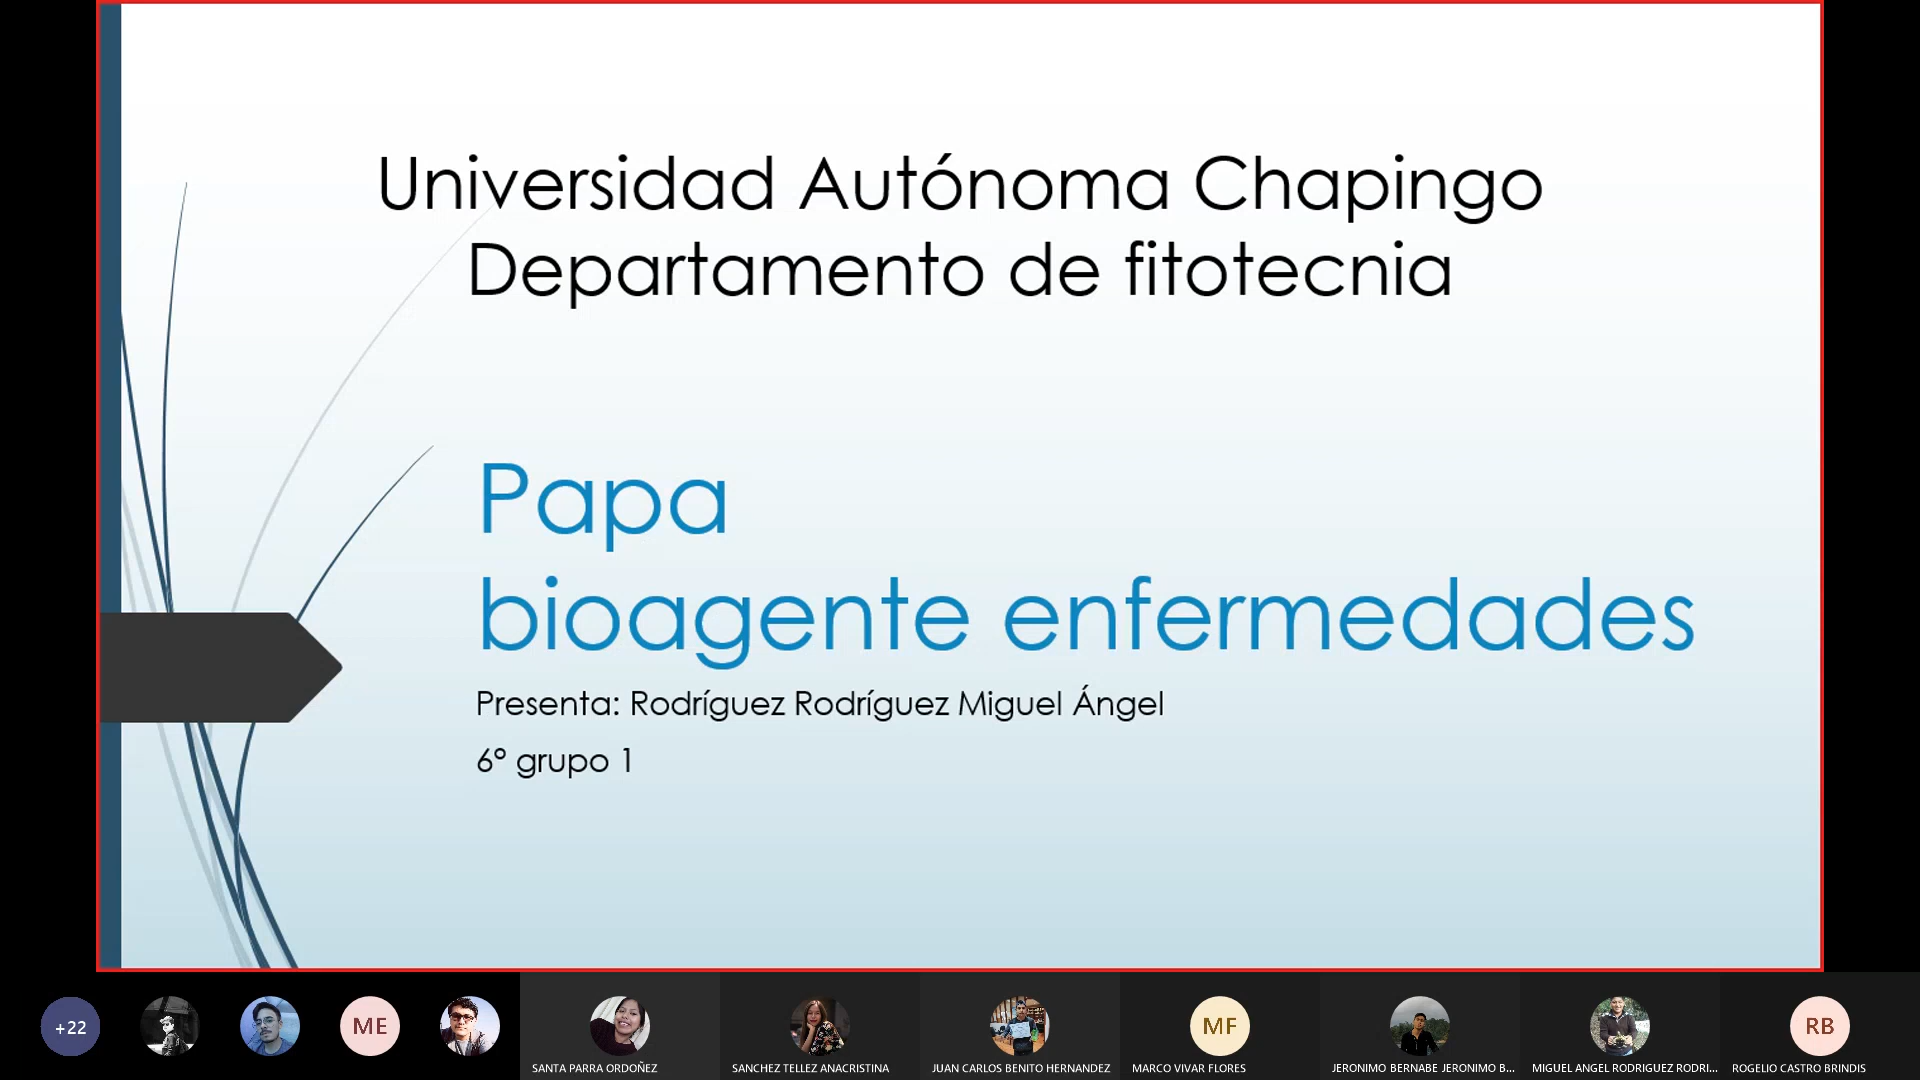 Universidad Autónoma Chapingo
Departamento de fitotecnia
Papa
bioagente enfermedades
Presenta: Rodríguez Rodríguez Miguel Ángel
6° grupo 1
+22
ME
MF
RB
SANTA PARRA ORDOÑEZ
SANCHEZ TELLEZ ANACRISTINA
JUAN CARLOS BENITO HERNANDEZ
MARCO VIVAR FLORES
JERONIMO BERNABE JERONIMO B...
MIGUEL ANGEL RODRIGUEZ RODRI...
ROGELIO CASTRO BRINDIS